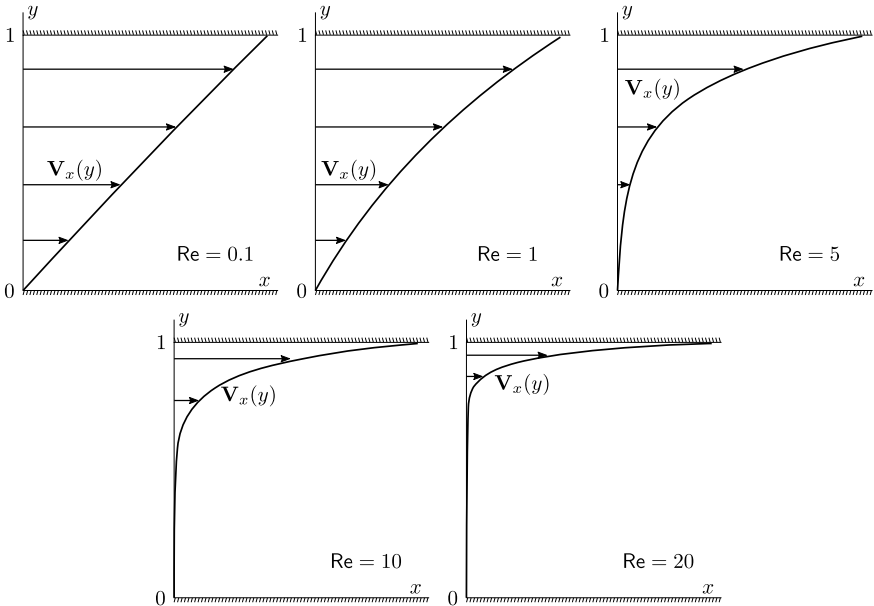 y
1
V_x(y)
Re = 0.1
x
0
y
1
V_x(y)
Re = 1
x
0
y
1
V_x(y)
Re = 5
x
0
y
1
V_x(y)
Re = 10
x
0
y
1
V_x(y)
Re = 20
x
0